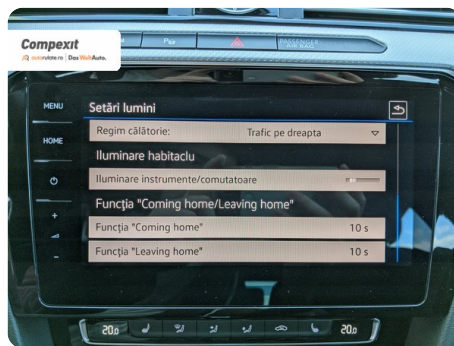 Compexit
autorulate.ro | Das WeltAuto.
PASSENGER
AIR BAG
MENU
Setări lumini
HOME
Regim călătorie: Trafic pe dreapta
Iluminare habitaclu
Iluminare instrumente/comutatoare
Funcția "Coming home/Leaving home"
+
Funcția "Coming home" 10 s
-
Funcția "Leaving home" 10 s
20.0 20.0